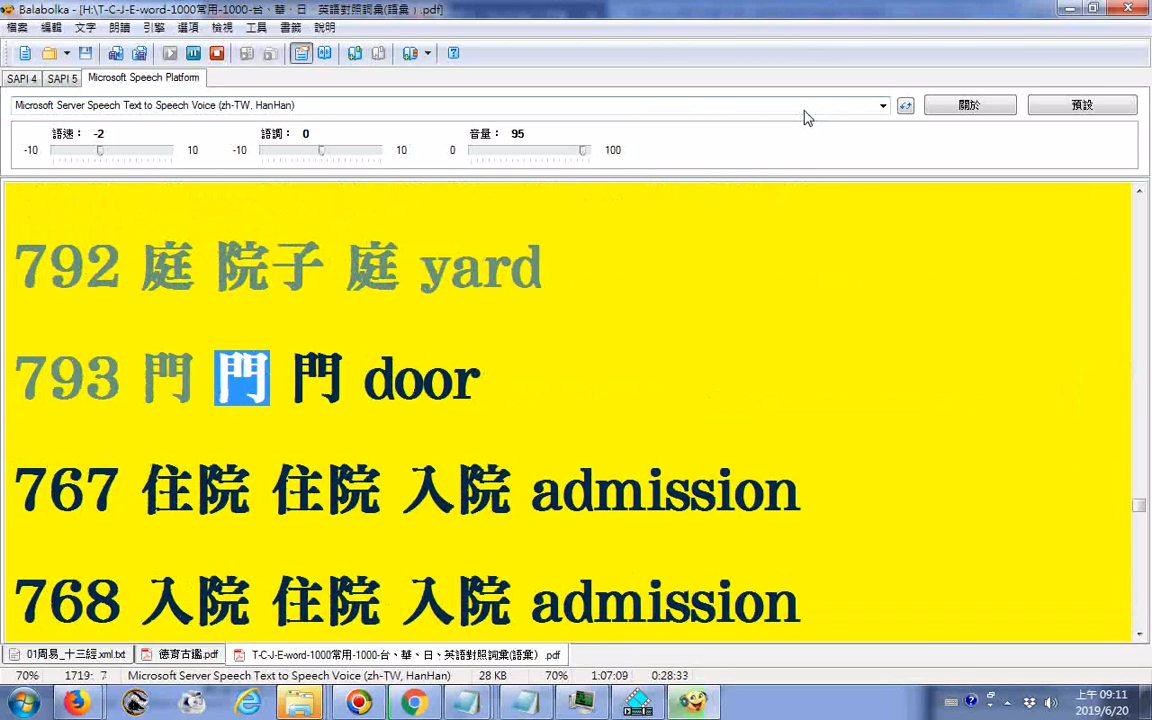 Balabolka - [H:\T-C-J-E-word-1000常用-1000-台、華、日、英語對照詞彙(語彙).pdf]
檔案 編輯 文字 朗讀 引擎 選項 檢視 工具 書籤 說明
SAPI 4 SAPI 5 Microsoft Speech Platform
Microsoft Server Speech Text to Speech Voice (zh-TW, HanHan) 關於 預設
語速： -2 語調： 0 音量： 95
-10 10 -10 10 0 100
792 庭 院子 庭 yard
793 門 門 門 door
767 住院 住院 入院 admission
768 入院 住院 入院 admission
01周易_十三經.xml.txt 德育古鑑.pdf T-C-J-E-word-1000常用-1000-台、華、日、英語對照詞彙(語彙) .pdf
70% 1719: 7 Microsoft Server Speech Text to Speech Voice (zh-TW, HanHan) 28 KB 70% 1:07:09 0:28:33
上午 09:11
2019/6/20